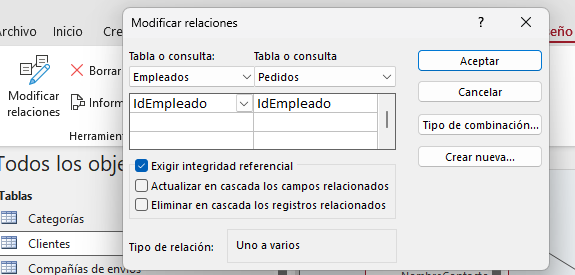 Modificar relaciones
Archivo Inicio Cre
eño
Modificar
relaciones
Borrar
Inform
Herramien
Tabla o consulta: Tabla o consulta
Empleados Pedidos
IdEmpleado IdEmpleado
Exigir integridad referencial
Actualizar en cascada los campos relacionados
Eliminar en cascada los registros relacionados
Tipo de relación: Uno a varios
Aceptar
Cancelar
Tipo de combinación...
Crear nueva...
Todos los obje
Tablas
Categorías
Clientes
Compañías de envíos